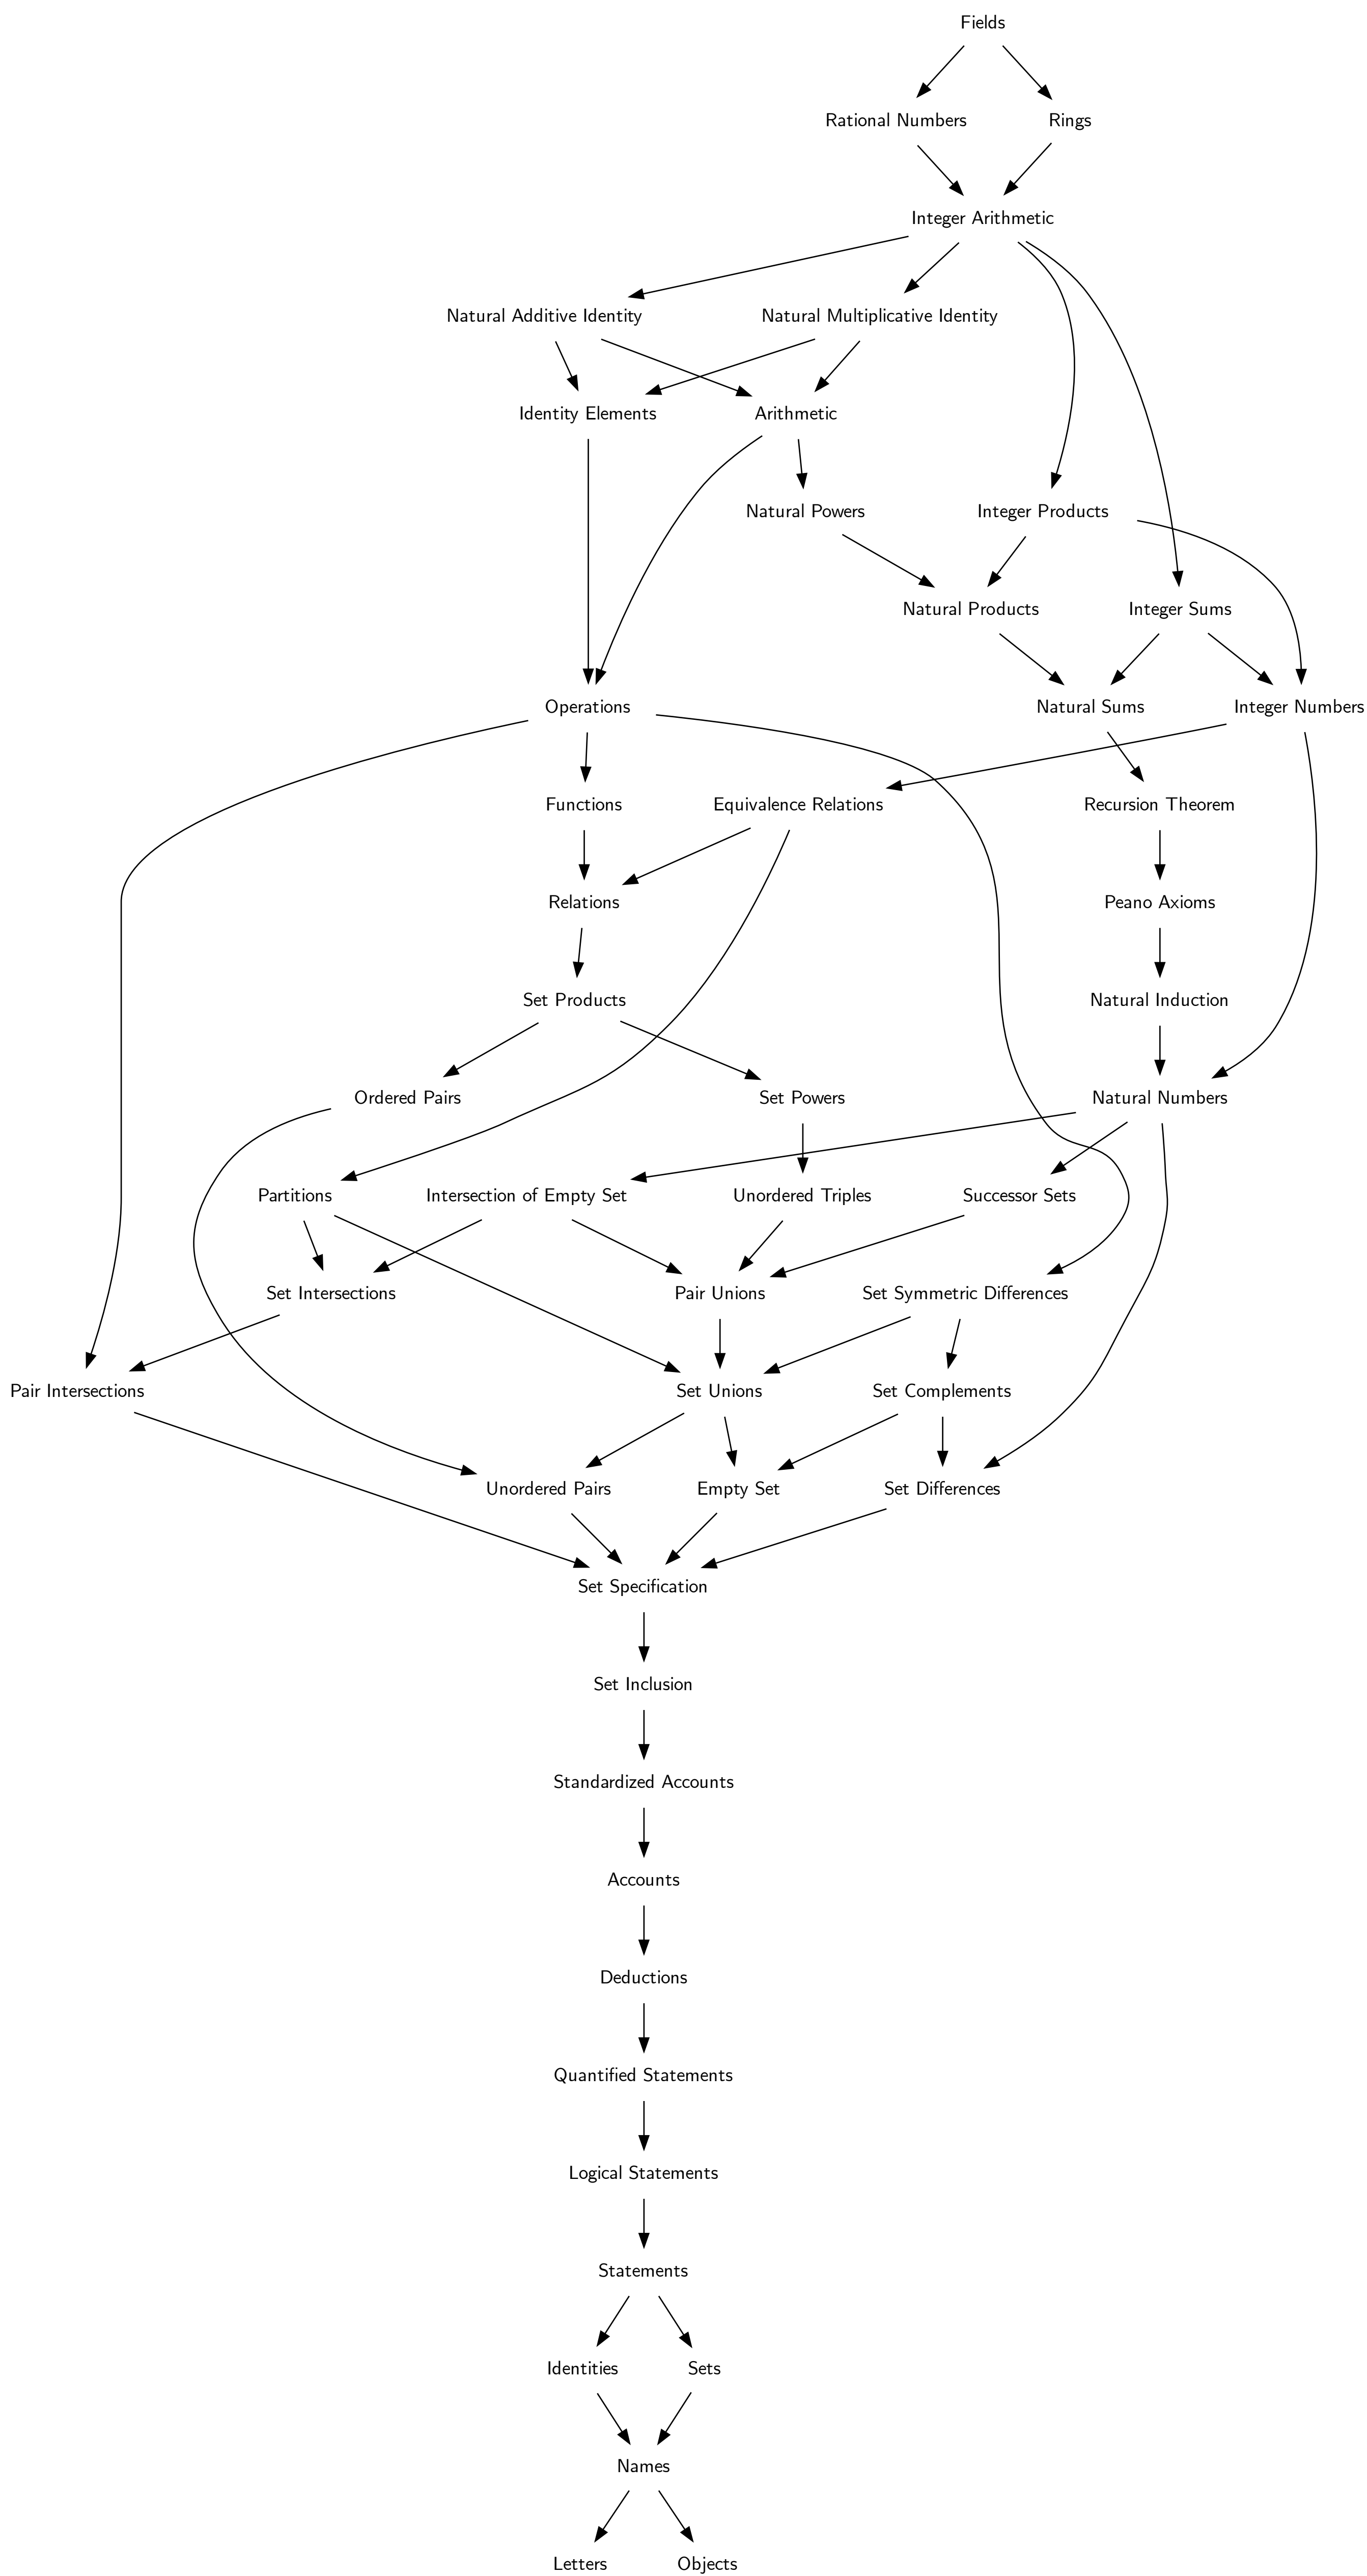 Fields
Rational Numbers
Rings
Integer Arithmetic
Natural Additive Identity
Natural Multiplicative Identity
Identity Elements
Arithmetic
Natural Powers
Integer Products
Natural Products
Integer Sums
Operations
Natural Sums
Integer Numbers
Functions
Equivalence Relations
Recursion Theorem
Relations
Peano Axioms
Set Products
Natural Induction
Ordered Pairs
Set Powers
Natural Numbers
Partitions
Intersection of Empty Set
Unordered Triples
Successor Sets
Set Intersections
Pair Unions
Set Symmetric Differences
Pair Intersections
Set Unions
Set Complements
Unordered Pairs
Empty Set
Set Differences
Set Specification
Set Inclusion
Standardized Accounts
Accounts
Deductions
Quantified Statements
Logical Statements
Statements
Identities
Sets
Names
Letters
Objects